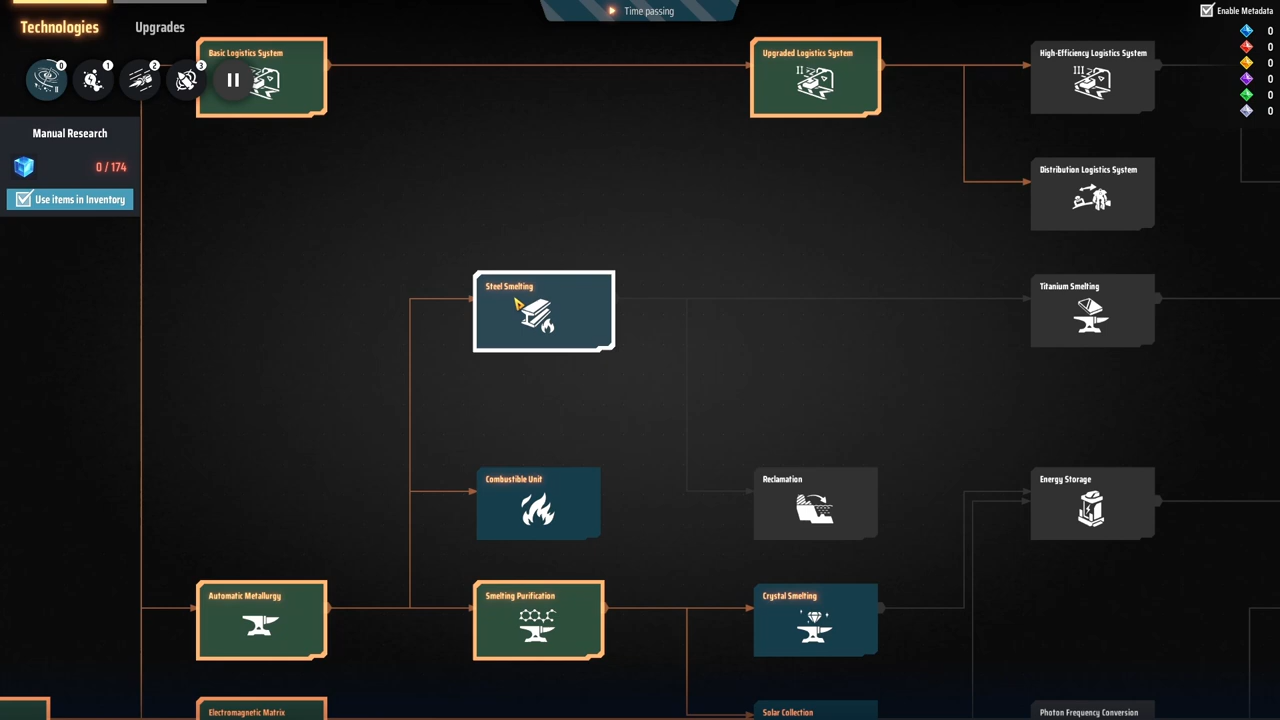 Technologies
Upgrades
Time passing
Enable Metadata
0
0
0
0
0
0
Basic Logistics System
Upgraded Logistics System
II
High-Efficiency Logistics System
III
0
1
2
3
Manual Research
0 / 174
Use items in Inventory
Distribution Logistics System
Steel Smelting
Titanium Smelting
Combustible Unit
Reclamation
Energy Storage
Automatic Metallurgy
Smelting Purification
Crystal Smelting
Electromagnetic Matrix
Solar Collection
Photon Frequency Conversion